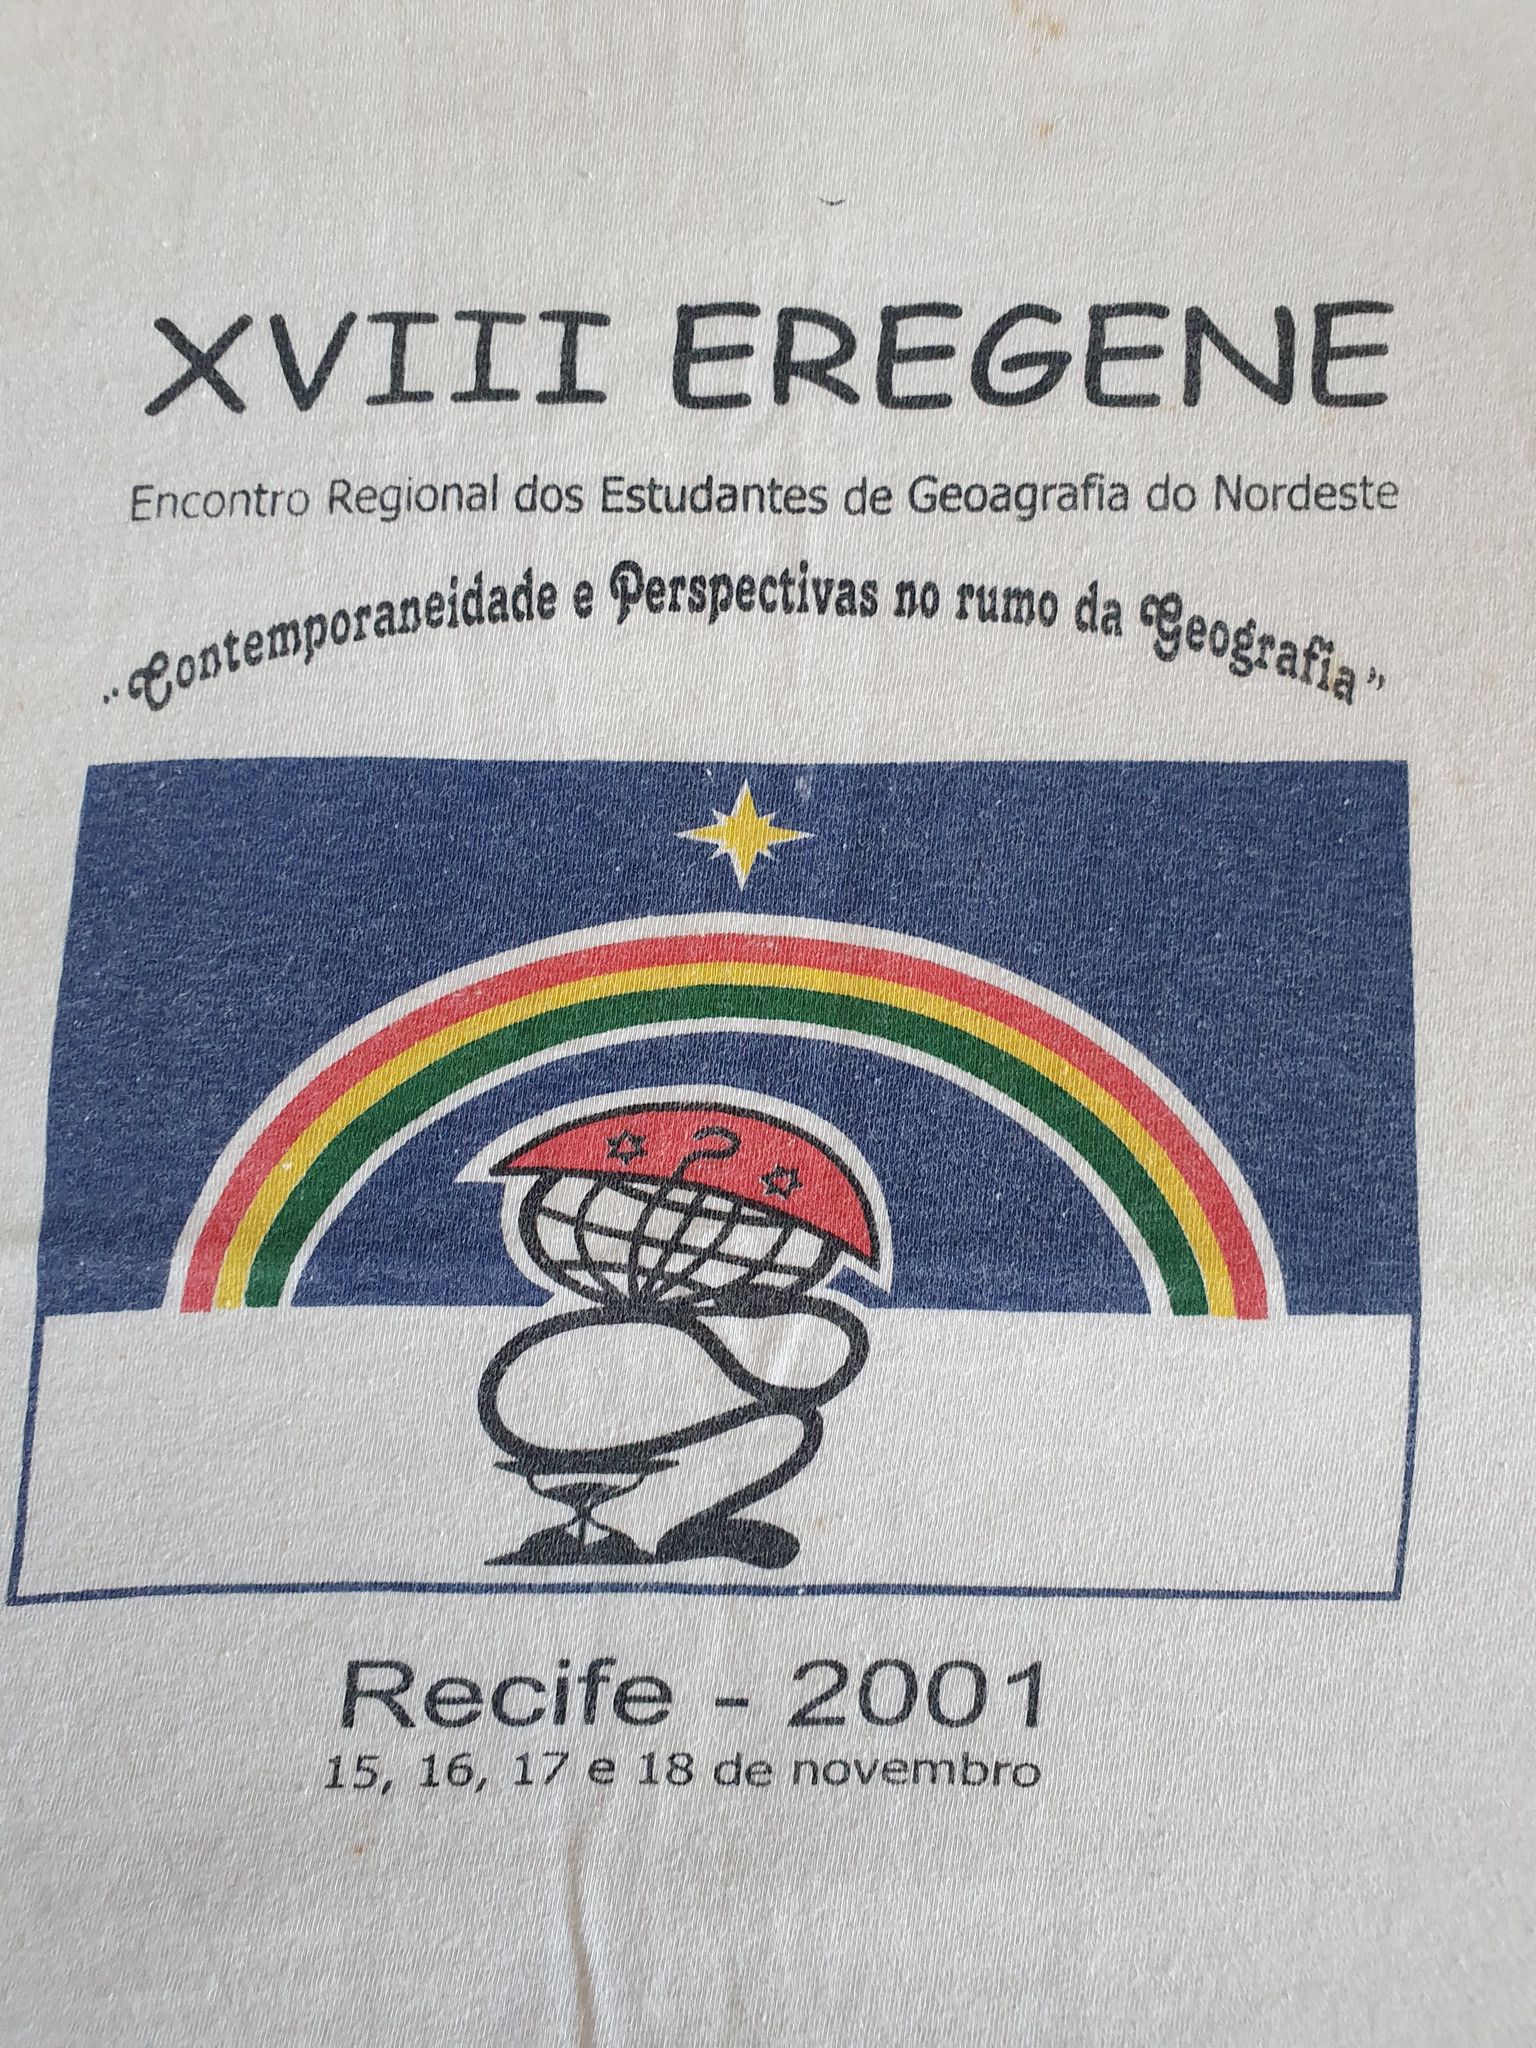 XVIII EREGENE
Encontro Regional dos Estudantes de Geoagrafia do Nordeste
"Contemporaneidade e Perspectivas no rumo da Geografia"
?
Recife - 2001
15, 16, 17 e 18 de novembro